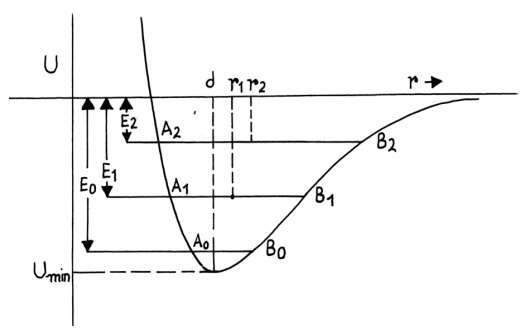 U
d r₁ r₂ r →
E₂ A₂ B₂
E₁ A₁ B₁
E₀ A₀ B₀
Umin